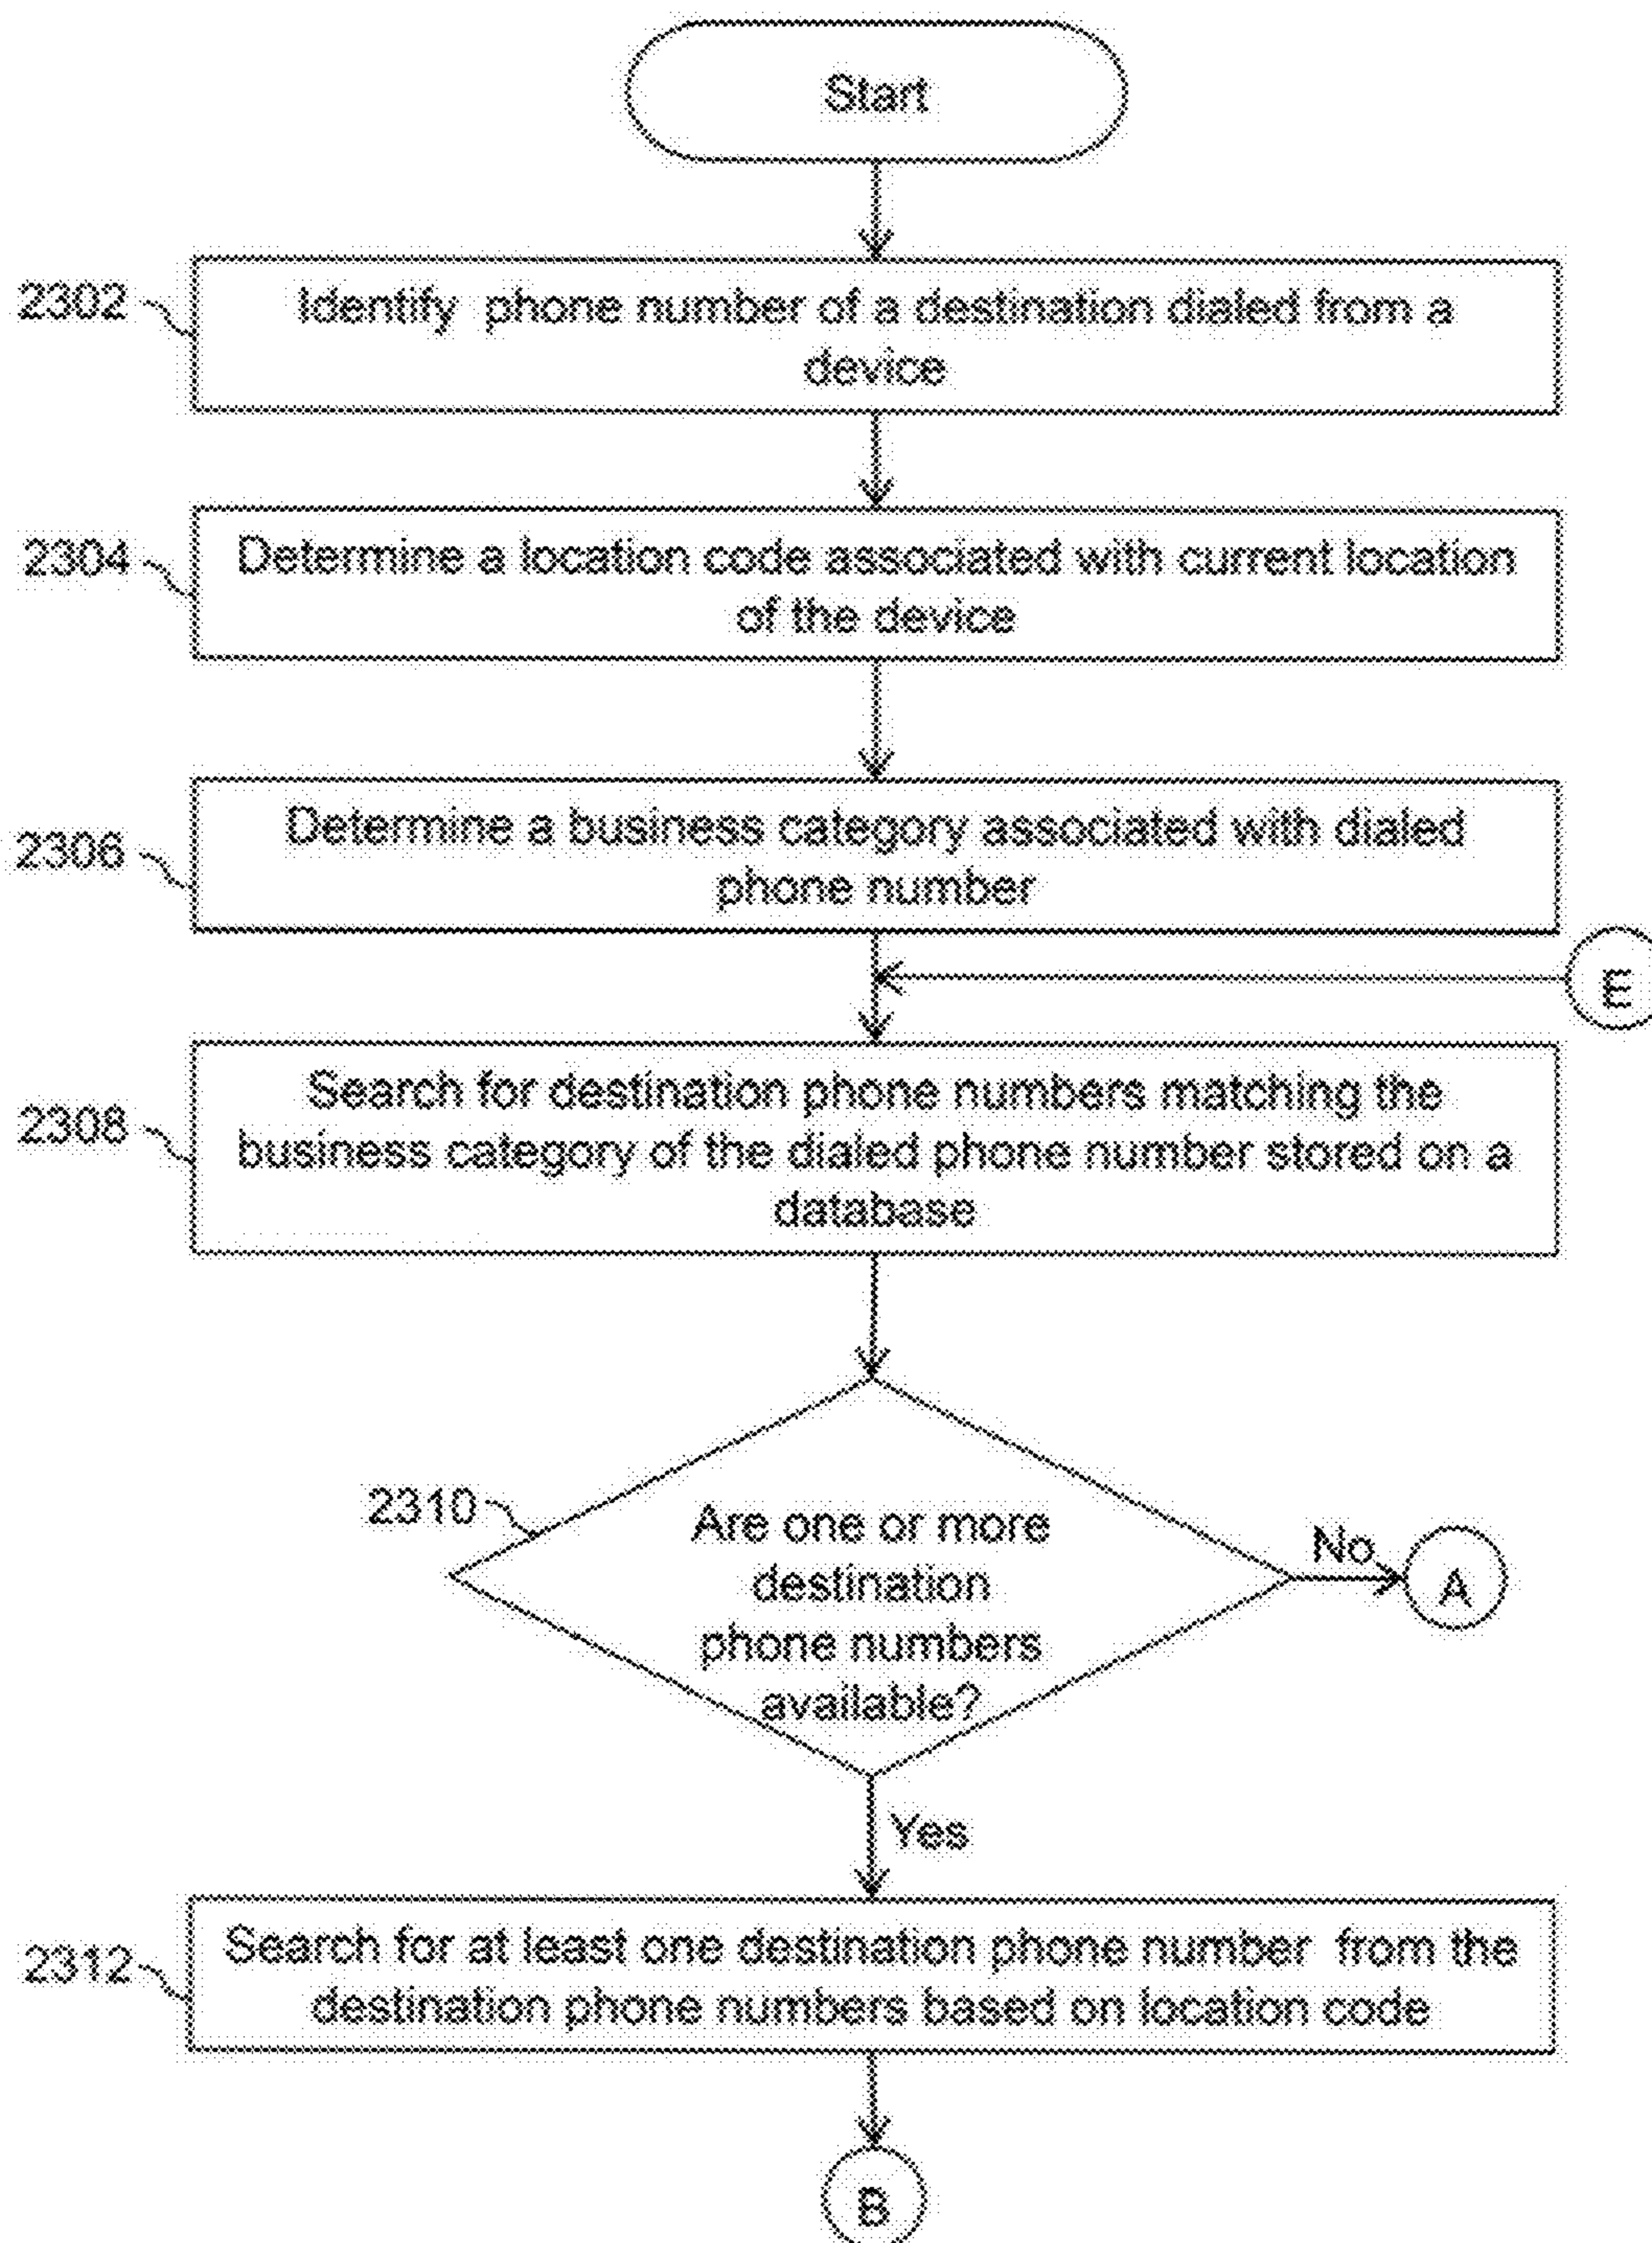 Start
2302
Identify phone number of a destination dialed from a
device
2304
Determine a location code associated with current location
of the device
2306
Determine a business category associated with dialed
phone number
E
2308
Search for destination phone numbers matching the
business category of the dialed phone number stored on a
database
2310
Are one or more
destination
phone numbers
available?
No
A
Yes
2312
Search for at least one destination phone number from the
destination phone numbers based on location code
B